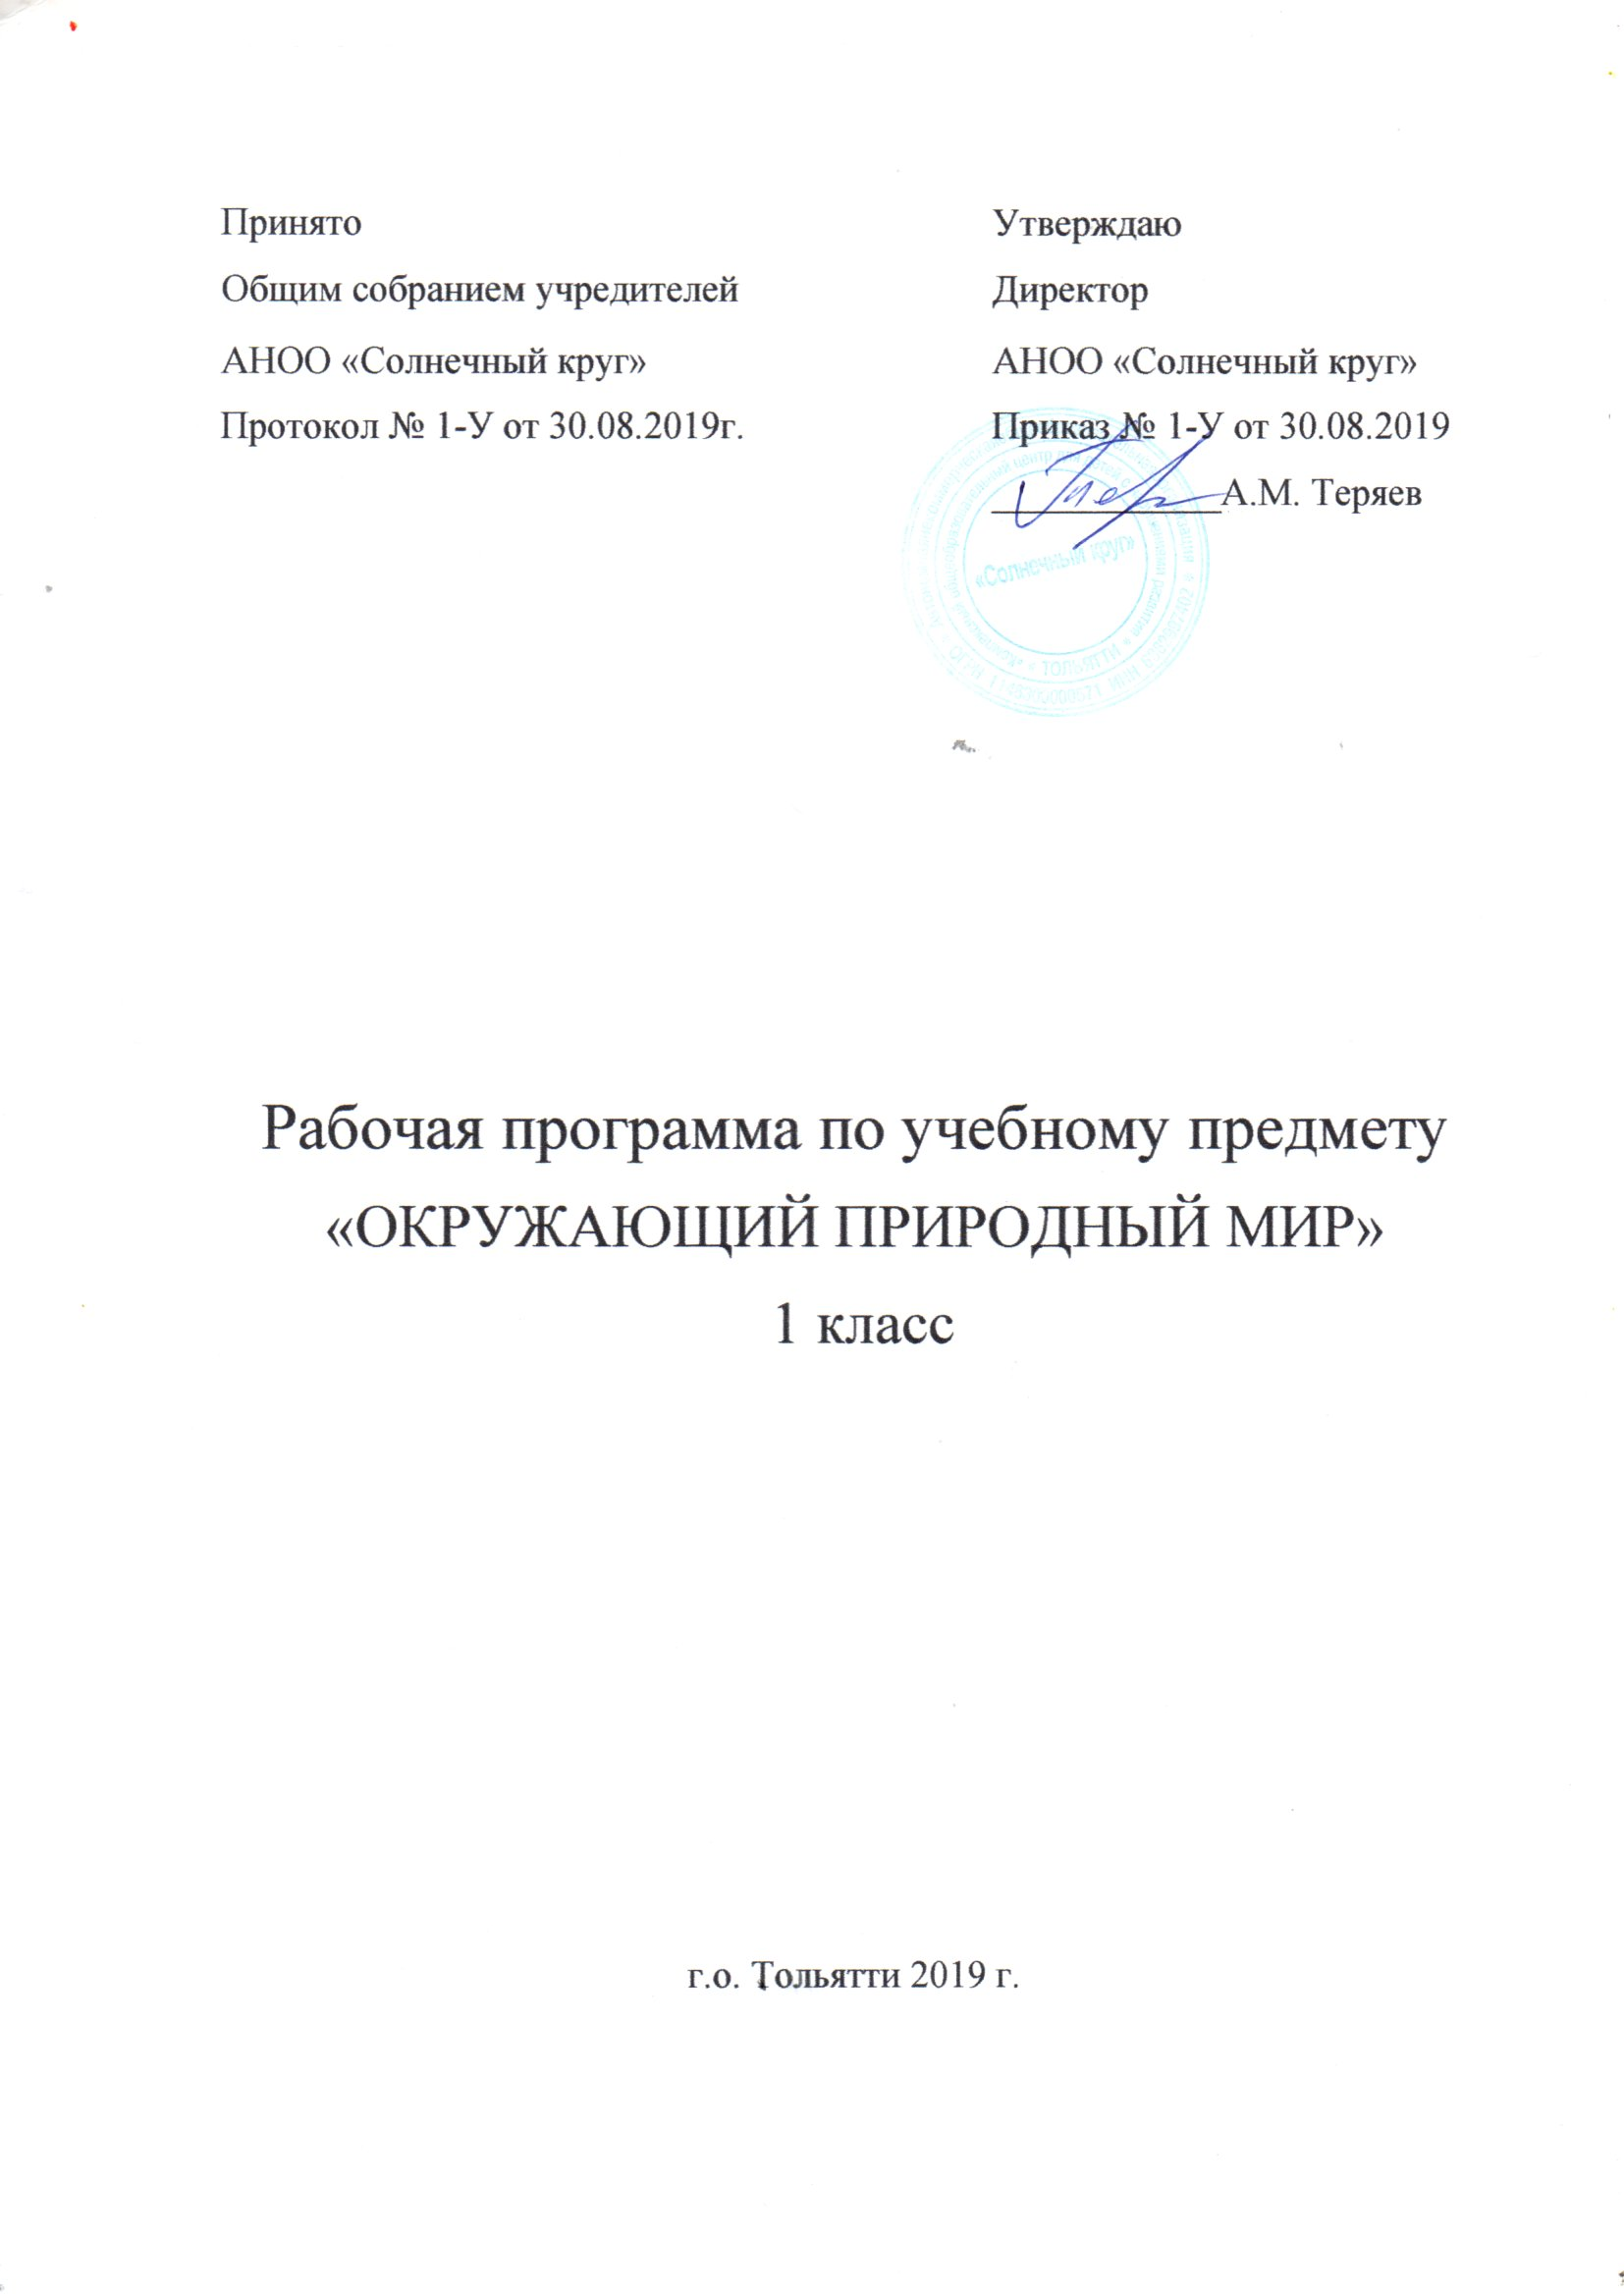 Принято
Общим собранием учредителей
АНОО «Солнечный круг»
Протокол № 1-У от 30.08.2019г.
Утверждаю
Директор
АНОО «Солнечный круг»
Приказ № 1-У от 30.08.2019
А.М. Теряев
«Солнечный круг»
ТОЛЬЯТТИ
Рабочая программа по учебному предмету
«ОКРУЖАЮЩИЙ ПРИРОДНЫЙ МИР»
1 класс
г.о. Тольятти 2019 г.